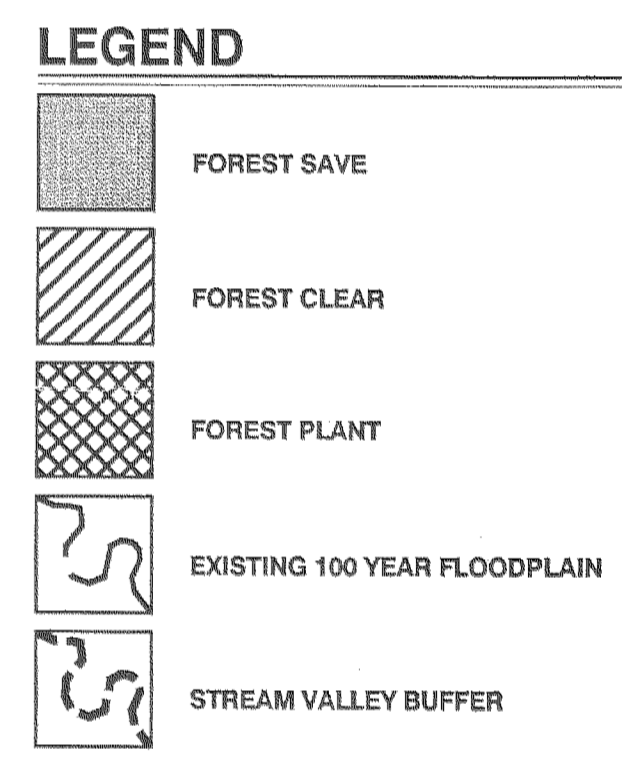 LEGEND
FOREST SAVE
FOREST CLEAR
FOREST PLANT
EXISTING 100 YEAR FLOODPLAIN
STREAM VALLEY BUFFER